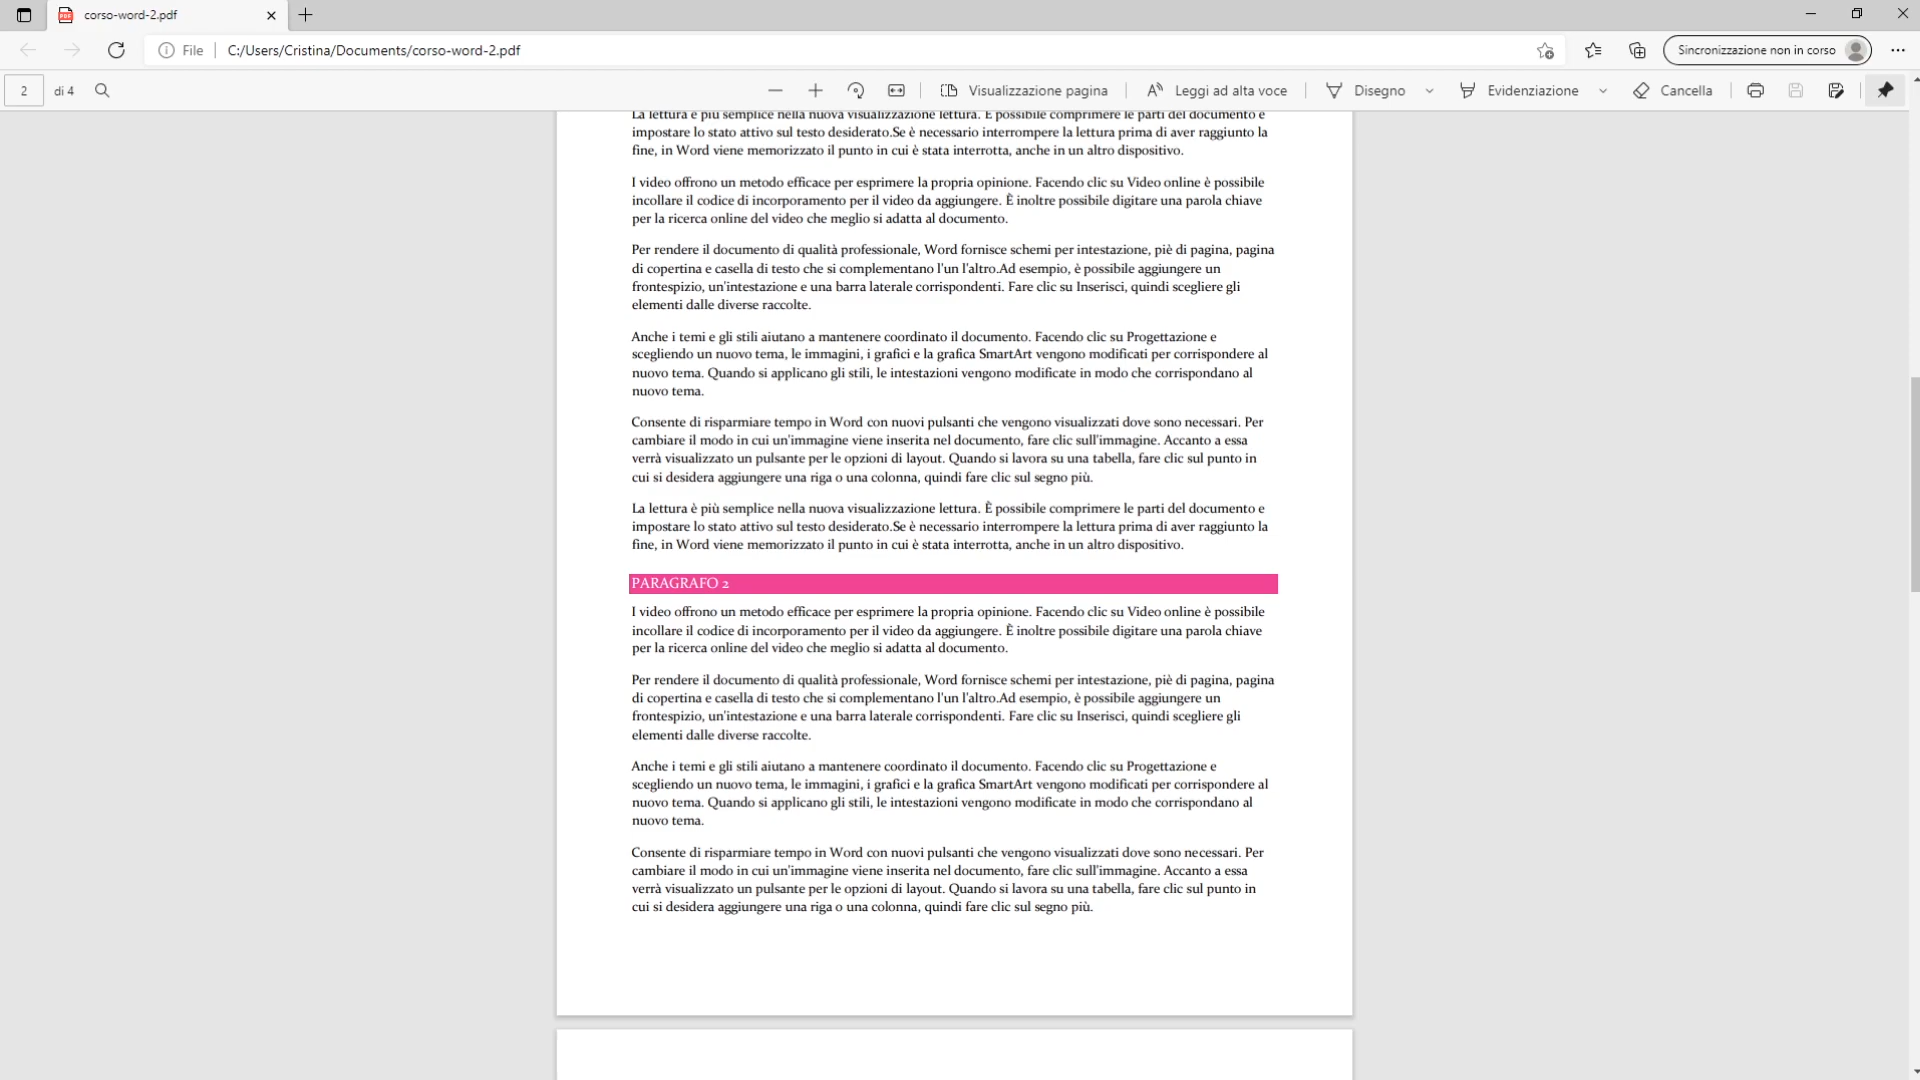 corso-word-2.pdf
File C:/Users/Cristina/Documents/corso-word-2.pdf Sincronizzazione non in corso
2 di 4 Visualizzazione pagina Leggi ad alta voce Disegno Evidenziazione Cancella
La lettura è più semplice nella nuova visualizzazione lettura. È possibile comprimere le parti del documento e
impostare lo stato attivo sul testo desiderato.Se è necessario interrompere la lettura prima di aver raggiunto la
fine, in Word viene memorizzato il punto in cui è stata interrotta, anche in un altro dispositivo.
I video offrono un metodo efficace per esprimere la propria opinione. Facendo clic su Video online è possibile
incollare il codice di incorporamento per il video da aggiungere. È inoltre possibile digitare una parola chiave
per la ricerca online del video che meglio si adatta al documento.
Per rendere il documento di qualità professionale, Word fornisce schemi per intestazione, piè di pagina, pagina
di copertina e casella di testo che si complementano l'un l'altro.Ad esempio, è possibile aggiungere un
frontespizio, un'intestazione e una barra laterale corrispondenti. Fare clic su Inserisci, quindi scegliere gli
elementi dalle diverse raccolte.
Anche i temi e gli stili aiutano a mantenere coordinato il documento. Facendo clic su Progettazione e
scegliendo un nuovo tema, le immagini, i grafici e la grafica SmartArt vengono modificati per corrispondere al
nuovo tema. Quando si applicano gli stili, le intestazioni vengono modificate in modo che corrispondano al
nuovo tema.
Consente di risparmiare tempo in Word con nuovi pulsanti che vengono visualizzati dove sono necessari. Per
cambiare il modo in cui un'immagine viene inserita nel documento, fare clic sull'immagine. Accanto a essa
verrà visualizzato un pulsante per le opzioni di layout. Quando si lavora su una tabella, fare clic sul punto in
cui si desidera aggiungere una riga o una colonna, quindi fare clic sul segno più.
La lettura è più semplice nella nuova visualizzazione lettura. È possibile comprimere le parti del documento e
impostare lo stato attivo sul testo desiderato.Se è necessario interrompere la lettura prima di aver raggiunto la
fine, in Word viene memorizzato il punto in cui è stata interrotta, anche in un altro dispositivo.
PARAGRAFO 2
I video offrono un metodo efficace per esprimere la propria opinione. Facendo clic su Video online è possibile
incollare il codice di incorporamento per il video da aggiungere. È inoltre possibile digitare una parola chiave
per la ricerca online del video che meglio si adatta al documento.
Per rendere il documento di qualità professionale, Word fornisce schemi per intestazione, piè di pagina, pagina
di copertina e casella di testo che si complementano l'un l'altro.Ad esempio, è possibile aggiungere un
frontespizio, un'intestazione e una barra laterale corrispondenti. Fare clic su Inserisci, quindi scegliere gli
elementi dalle diverse raccolte.
Anche i temi e gli stili aiutano a mantenere coordinato il documento. Facendo clic su Progettazione e
scegliendo un nuovo tema, le immagini, i grafici e la grafica SmartArt vengono modificati per corrispondere al
nuovo tema. Quando si applicano gli stili, le intestazioni vengono modificate in modo che corrispondano al
nuovo tema.
Consente di risparmiare tempo in Word con nuovi pulsanti che vengono visualizzati dove sono necessari. Per
cambiare il modo in cui un'immagine viene inserita nel documento, fare clic sull'immagine. Accanto a essa
verrà visualizzato un pulsante per le opzioni di layout. Quando si lavora su una tabella, fare clic sul punto in
cui si desidera aggiungere una riga o una colonna, quindi fare clic sul segno più.